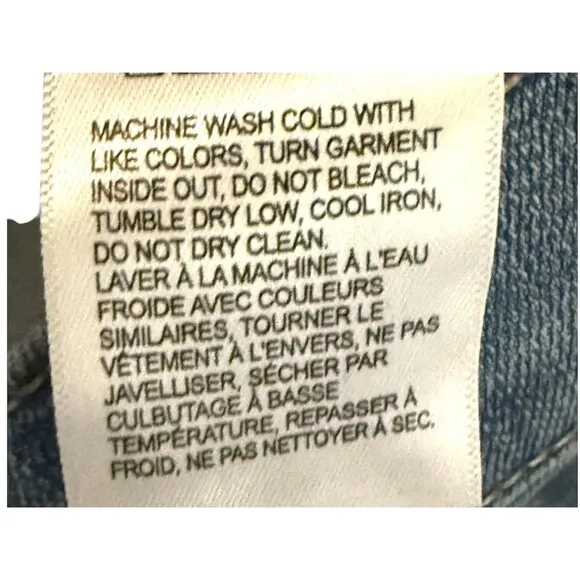 MACHINE WASH COLD WITH
LIKE COLORS, TURN GARMENT
INSIDE OUT, DO NOT BLEACH,
TUMBLE DRY LOW, COOL IRON,
DO NOT DRY CLEAN.
LAVER À LA MACHINE À L'EAU
FROIDE AVEC COULEURS
SIMILAIRES, TOURNER LE
VÊTEMENT À L'ENVERS, NE PAS
JAVELLISER, SÉCHER PAR
CULBUTAGE À BASSE
TEMPÉRATURE, REPASSER À
FROID, NE PAS NETTOYER À SEC.